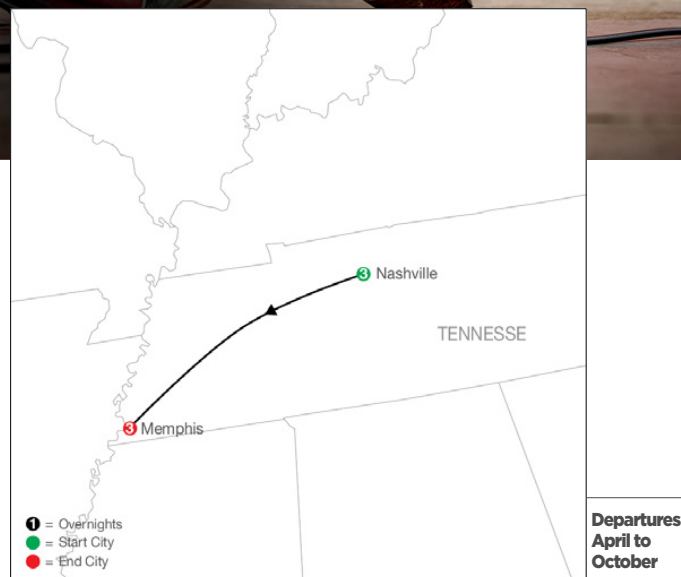 3 Nashville
TENNESSE
3 Memphis
1 = Overnights
= Start City
= End City
Departures
April to
October